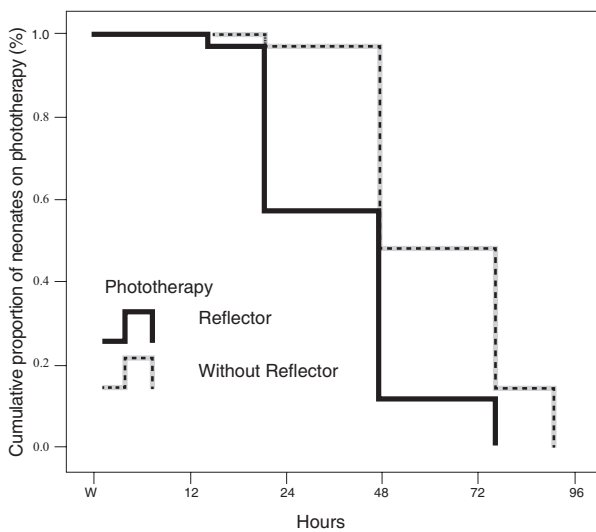 Cumulative proportion of neonates on phototherapy (%)
1.0
0.8
0.6
0.4
0.2
0.0
Phototherapy
Reflector
Without Reflector
W 12 24 48 72 96
Hours